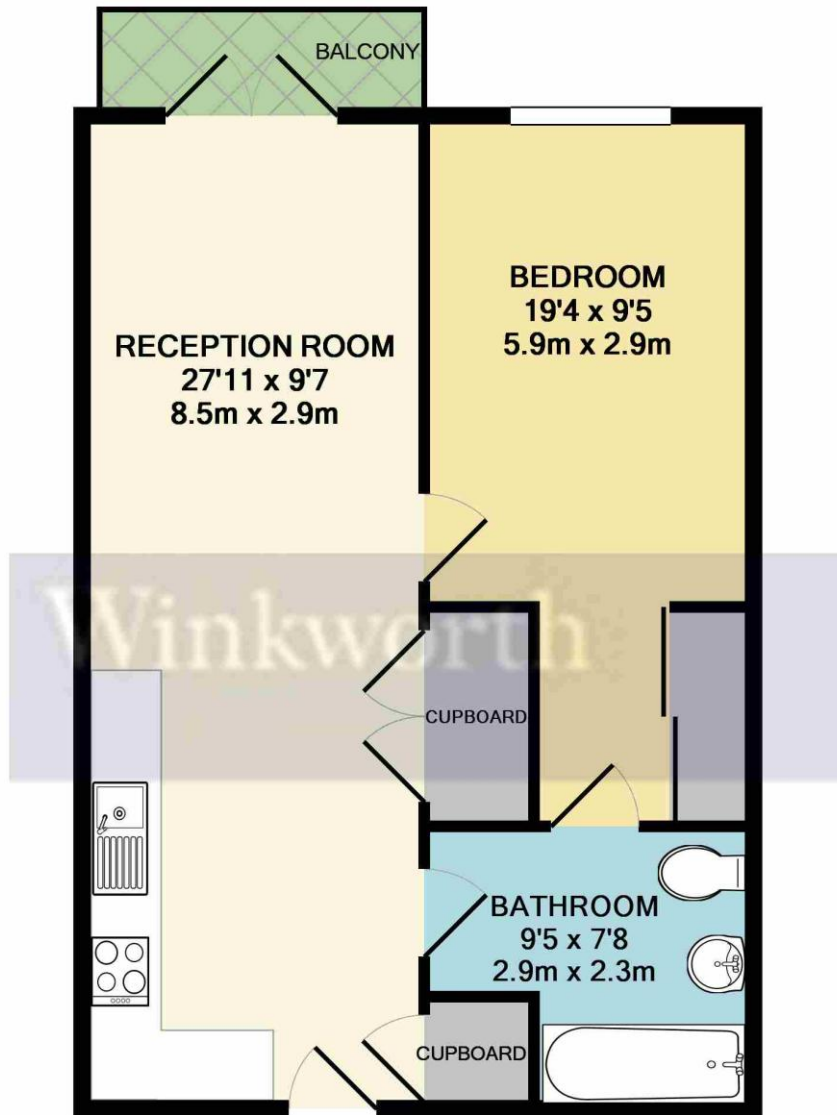 BALCONY
BEDROOM
19'4 x 9'5
5.9m x 2.9m
RECEPTION ROOM
27'11 x 9'7
8.5m x 2.9m
Winkworth
CUPBOARD
BATHROOM
9'5 x 7'8
2.9m x 2.3m
CUPBOARD